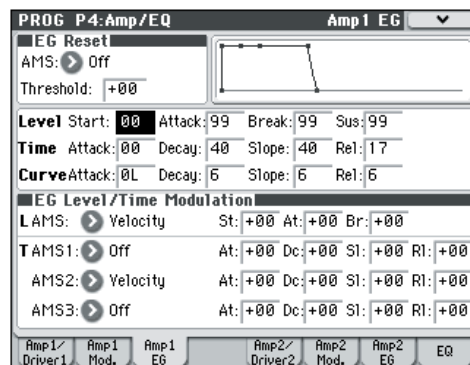 PROG P4:Amp/EQ Amp1 EG
EG Reset
AMS: Off
Threshold: +00
Level Start: 00 Attack: 99 Break: 99 Sus: 99
Time Attack: 00 Decay: 40 Slope: 40 Rel: 17
Curve Attack: 0L Decay: 6 Slope: 6 Rel: 6
EG Level/Time Modulation
L AMS: Velocity St: +00 At: +00 Br: +00
T AMS1: Off At: +00 Dc: +00 Sl: +00 Rl: +00
AMS2: Velocity At: +00 Dc: +00 Sl: +00 Rl: +00
AMS3: Off At: +00 Dc: +00 Sl: +00 Rl: +00
Amp1/ Amp1 Amp1 Amp2/ Amp2 Amp2 EQ
Driver1 Mod. EG Driver2 Mod. EG